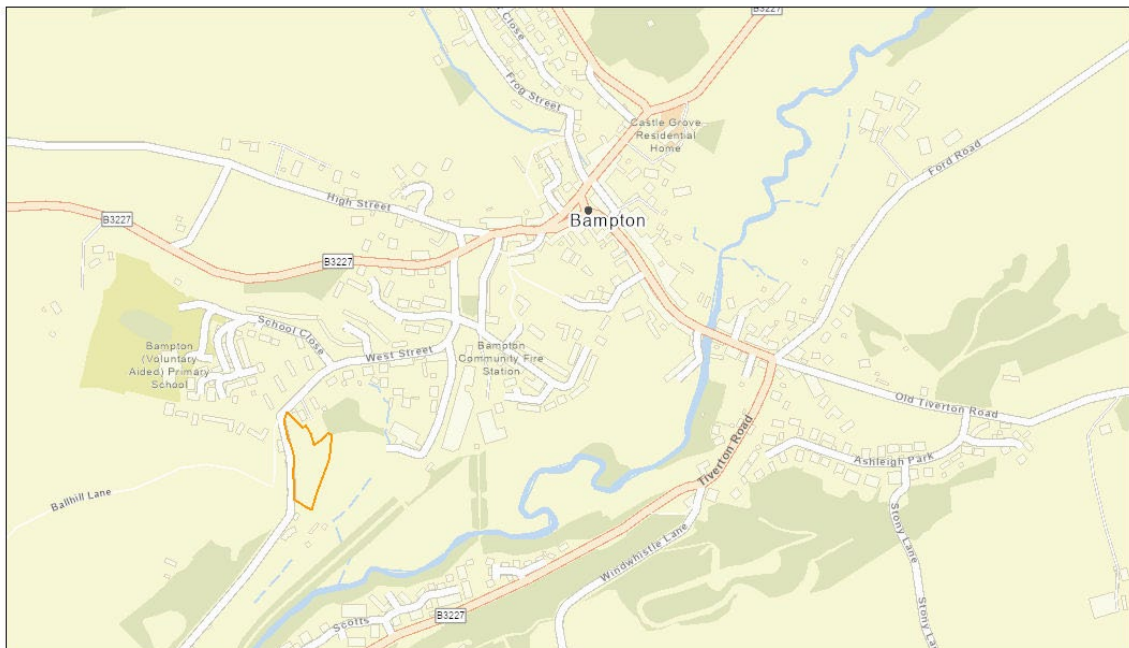 B3227
Close
Frog Street
Castle Grove
Residential
Home
Ford Road
High Street
Bampton
B3227
B3227
School Close
West Street
Bampton
(Voluntary
Aided) Primary
School
Bampton
Community Fire
Station
Old Tiverton Road
Tiverton Road
Ashleigh Park
Ballhill Lane
Stony Lane
Windwhistle Lane
Stony La
B3227
Scotts